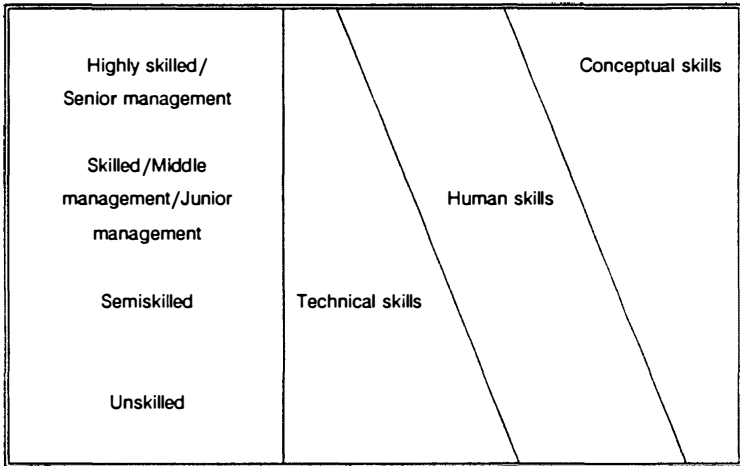 Highly skilled/
Senior management
Conceptual skills
Skilled/Middle
management/Junior
management
Human skills
Semiskilled
Technical skills
Unskilled